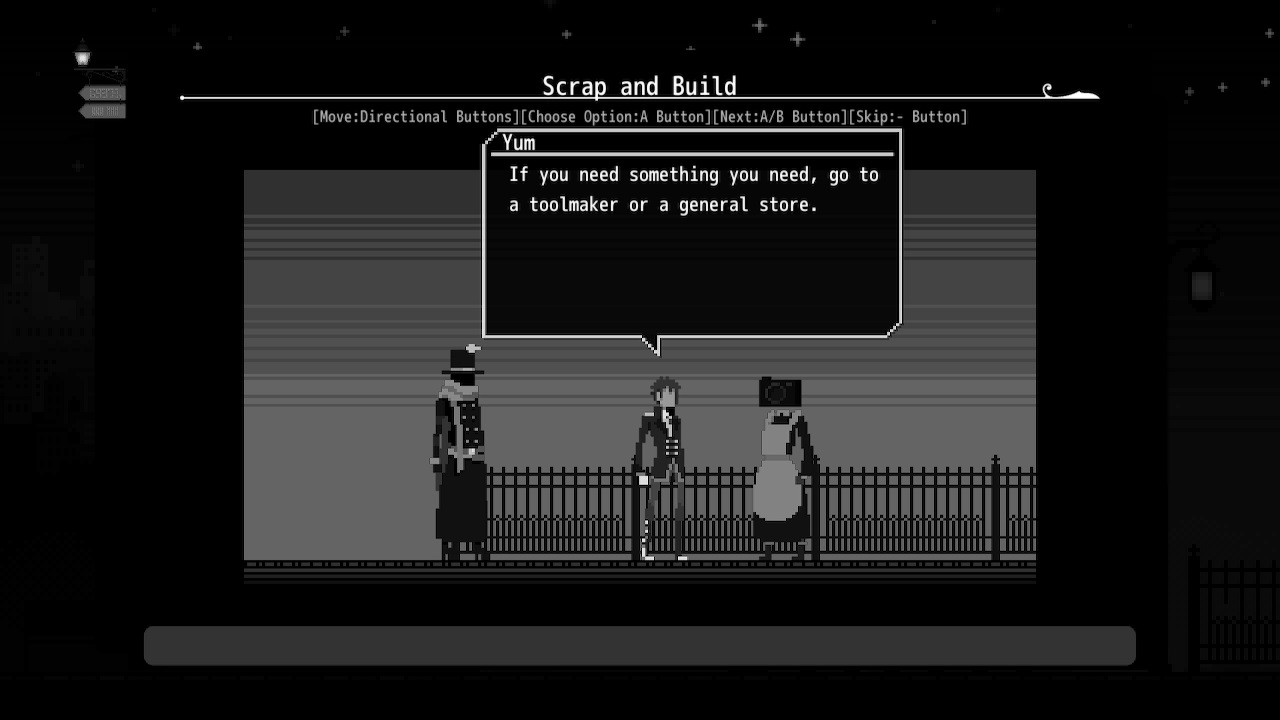 Scrap and Build
[Move:Directional Buttons][Choose Option:A Button][Next:A/B Button][Skip:- Button]
Yum
If you need something you need, go to
a toolmaker or a general store.